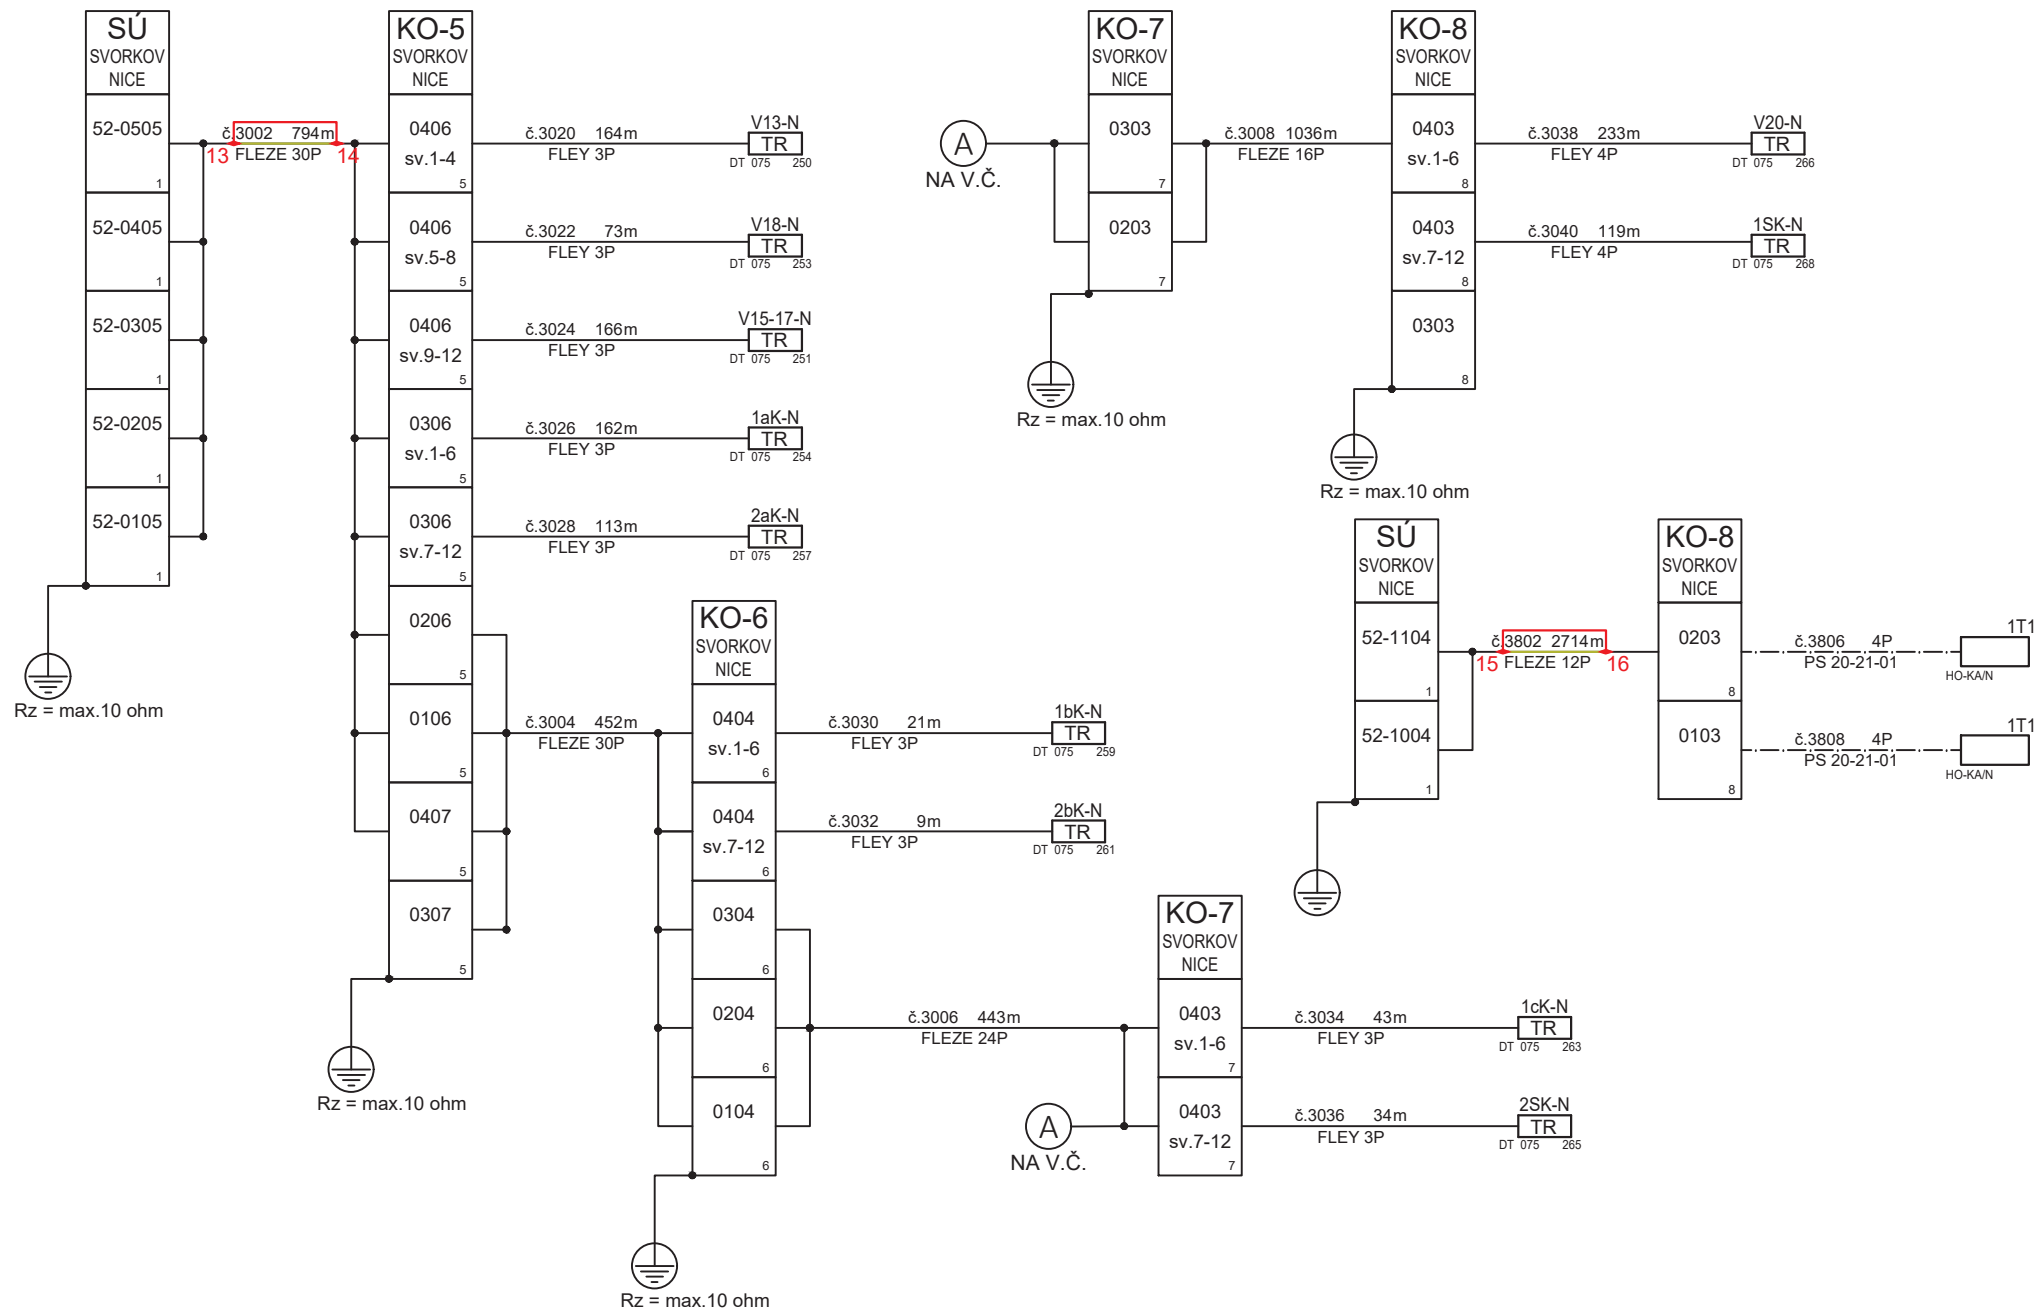 SÚ
SVORKOV
NICE
52-0505
1
52-0405
1
52-0305
1
52-0205
1
52-0105
1
Rz = max.10 ohm
č.3002 794m
13 FLEZE 30P 14
KO-5
SVORKOV
NICE
0406
sv.1-4
5
0406
sv.5-8
5
0406
sv.9-12
5
0306
sv.1-6
5
0306
sv.7-12
5
0206
5
0106
5
0407
5
0307
5
Rz = max.10 ohm
č.3020 164m
FLEY 3P
V13-N
TR
DT 075 250
č.3022 73m
FLEY 3P
V18-N
TR
DT 075 253
č.3024 166m
FLEY 3P
V15-17-N
TR
DT 075 251
č.3026 162m
FLEY 3P
1aK-N
TR
DT 075 254
č.3028 113m
FLEY 3P
2aK-N
TR
DT 075 257
č.3004 452m
FLEZE 30P
KO-6
SVORKOV
NICE
0404
sv.1-6
6
0404
sv.7-12
6
0304
6
0204
6
0104
6
Rz = max.10 ohm
č.3030 21m
FLEY 3P
1bK-N
TR
DT 075 259
č.3032 9m
FLEY 3P
2bK-N
TR
DT 075 261
č.3006 443m
FLEZE 24P
A
NA V.Č.
KO-7
SVORKOV
NICE
0403
sv.1-6
7
0403
sv.7-12
7
č.3034 43m
FLEY 3P
1cK-N
TR
DT 075 263
č.3036 34m
FLEY 3P
2SK-N
TR
DT 075 265
A
NA V.Č.
KO-7
SVORKOV
NICE
0303
7
0203
7
Rz = max.10 ohm
č.3008 1036m
FLEZE 16P
KO-8
SVORKOV
NICE
0403
sv.1-6
8
0403
sv.7-12
8
0303
8
Rz = max.10 ohm
č.3038 233m
FLEY 4P
V20-N
TR
DT 075 266
č.3040 119m
FLEY 4P
1SK-N
TR
DT 075 268
SÚ
SVORKOV
NICE
52-1104
1
52-1004
1
č.3802 2714m
15 FLEZE 12P 16
KO-8
SVORKOV
NICE
0203
8
0103
8
č.3806 4P
PS 20-21-01
1T1
HO-KA/N
č.3808 4P
PS 20-21-01
1T1
HO-KA/N